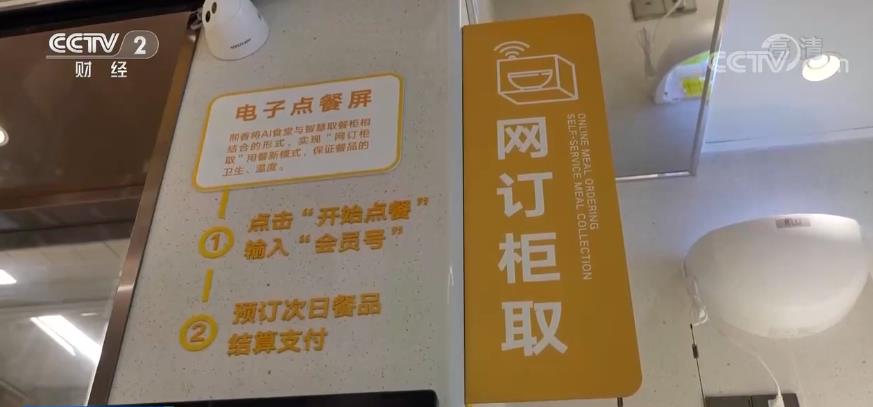 CCTV 2
财经
高清
CCTV.com
电子点餐屏
熙香将AI食堂与智慧取餐柜相
结合的形式，实现“网订柜
取”用餐新模式，保证餐品的
卫生、温度。
① 点击“开始点餐”
输入“会员号”
② 预订次日餐品
结算支付
网订柜取
ONLINE MEAL ORDERING
SELF-SERVICE MEAL COLLECTION